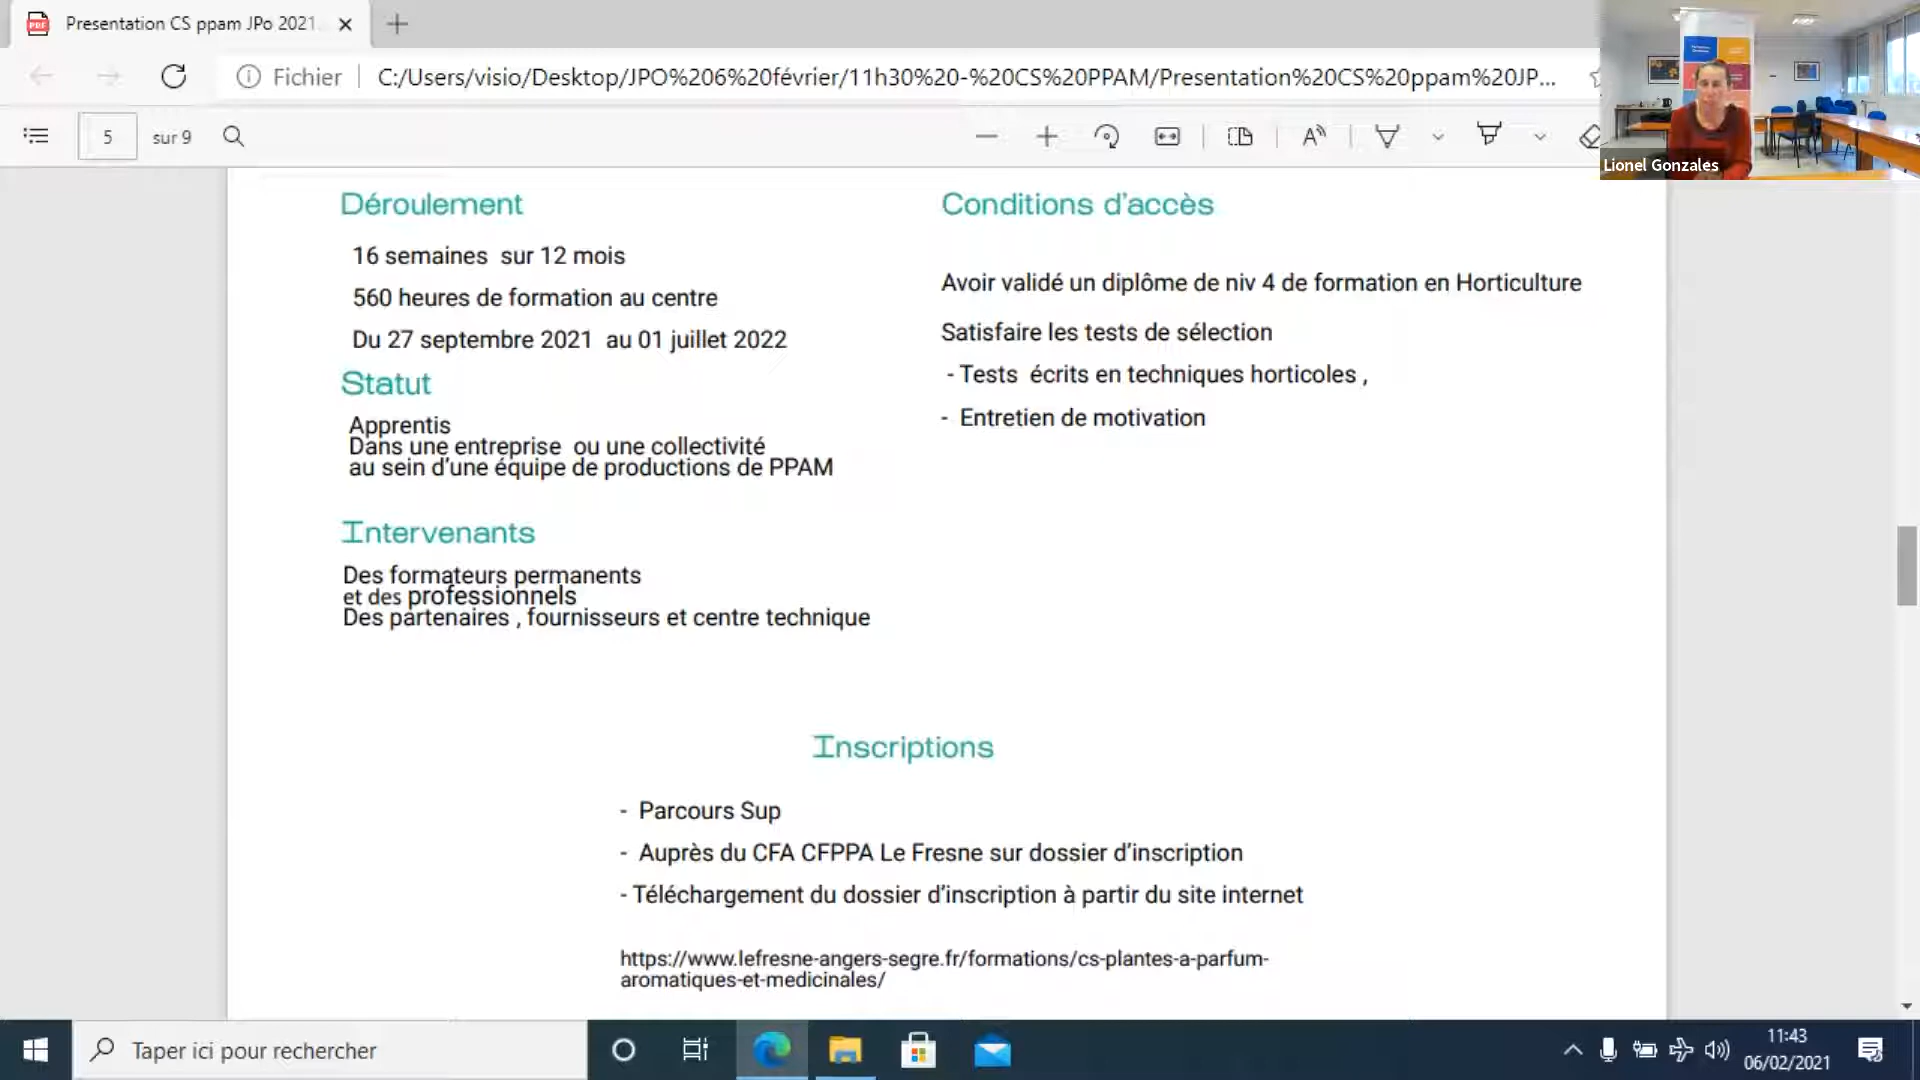 Presentation CS ppam JPo 2021
Fichier
C:/Users/visio/Desktop/JPO%206%20février/11h30%20-%20CS%20PPAM/Presentation%20CS%20ppam%20JP...
5
sur 9
Lionel Gonzales
Déroulement
16 semaines sur 12 mois
560 heures de formation au centre
Du 27 septembre 2021 au 01 juillet 2022
Statut
Apprentis
Dans une entreprise ou une collectivité
au sein d'une équipe de productions de PPAM
Intervenants
Des formateurs permanents
et des professionnels
Des partenaires , fournisseurs et centre technique
Conditions d'accès
Avoir validé un diplôme de niv 4 de formation en Horticulture
Satisfaire les tests de sélection
- Tests écrits en techniques horticoles ,
- Entretien de motivation
Inscriptions
- Parcours Sup
- Auprès du CFA CFPPA Le Fresne sur dossier d'inscription
- Téléchargement du dossier d'inscription à partir du site internet
https://www.lefresne-angers-segre.fr/formations/cs-plantes-a-parfum-
aromatiques-et-medicinales/
Taper ici pour rechercher
11:43
06/02/2021